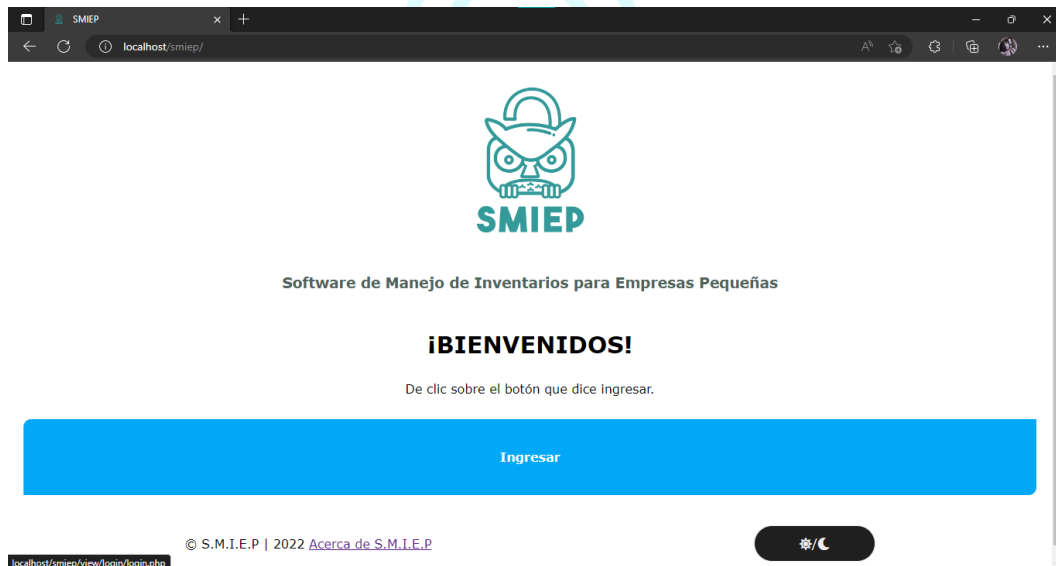 SMIEP
localhost/smiep/
SMIEP
Software de Manejo de Inventarios para Empresas Pequeñas
¡BIENVENIDOS!
De clic sobre el botón que dice ingresar.
Ingresar
© S.M.I.E.P | 2022 Acerca de S.M.I.E.P
localhost/smiep/view/login/login.php